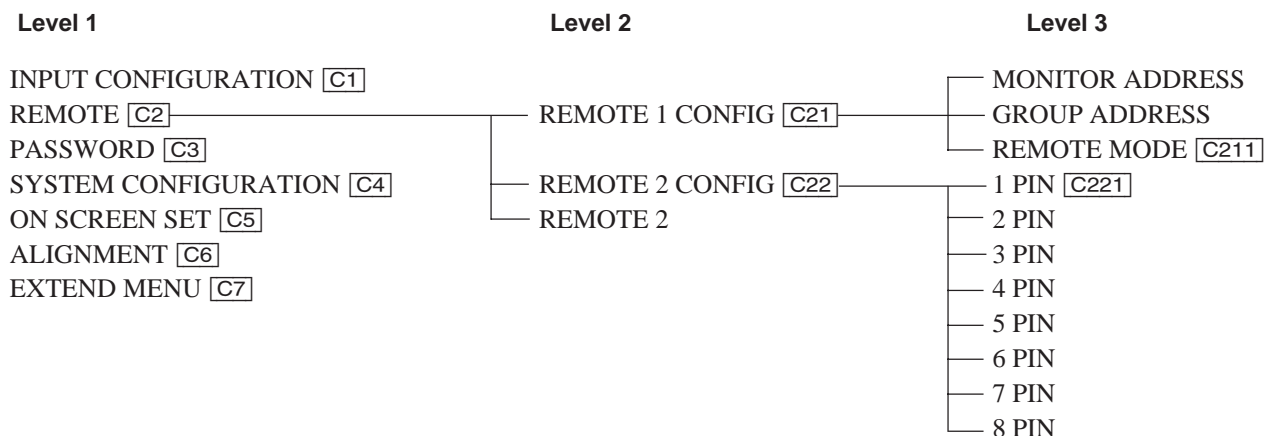 Level 1 Level 2 Level 3
INPUT CONFIGURATION C1 MONITOR ADDRESS
REMOTE C2 REMOTE 1 CONFIG C21 GROUP ADDRESS
PASSWORD C3 REMOTE MODE C211
SYSTEM CONFIGURATION C4 REMOTE 2 CONFIG C22 1 PIN C221
ON SCREEN SET C5 REMOTE 2 2 PIN
ALIGNMENT C6 3 PIN
EXTEND MENU C7 4 PIN
5 PIN
6 PIN
7 PIN
8 PIN